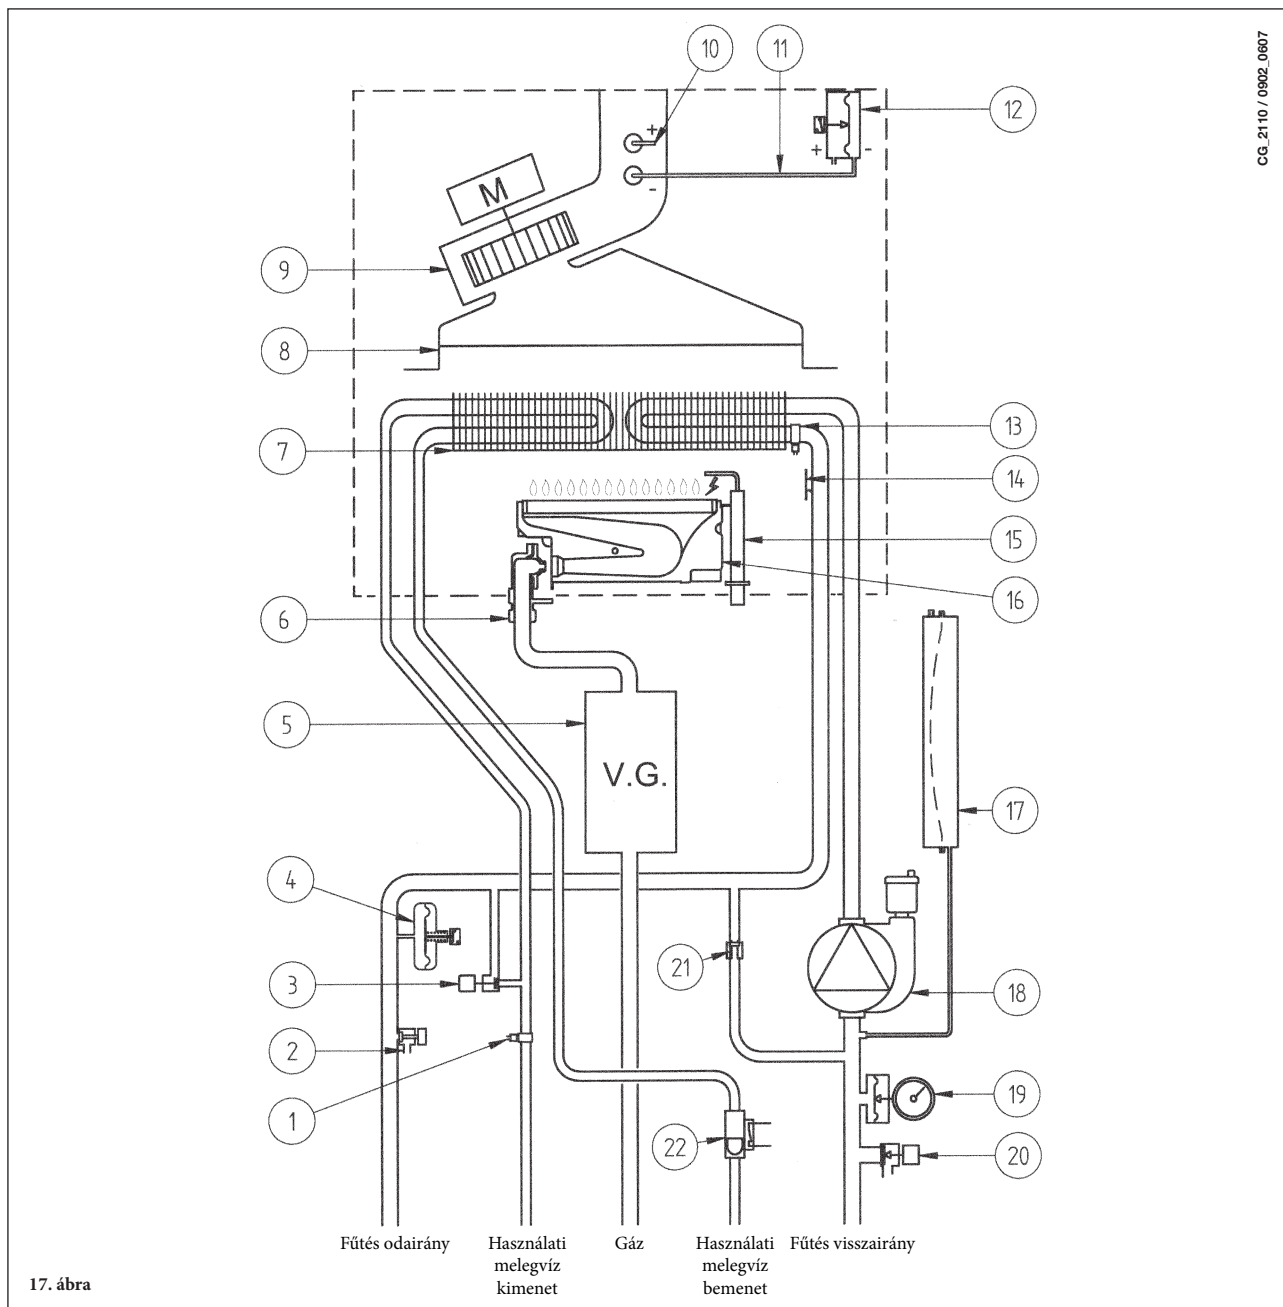 CG_2110 / 0902_0607
10
11
12
+
-
+
-
M
9
8
7
13
14
15
16
6
5
V.G.
17
4
3
21
18
2
1
19
22
20
Fűtés odairány
Használati
melegvíz
kimenet
Gáz
Használati
melegvíz
bemenet
Fűtés visszairány
17. ábra